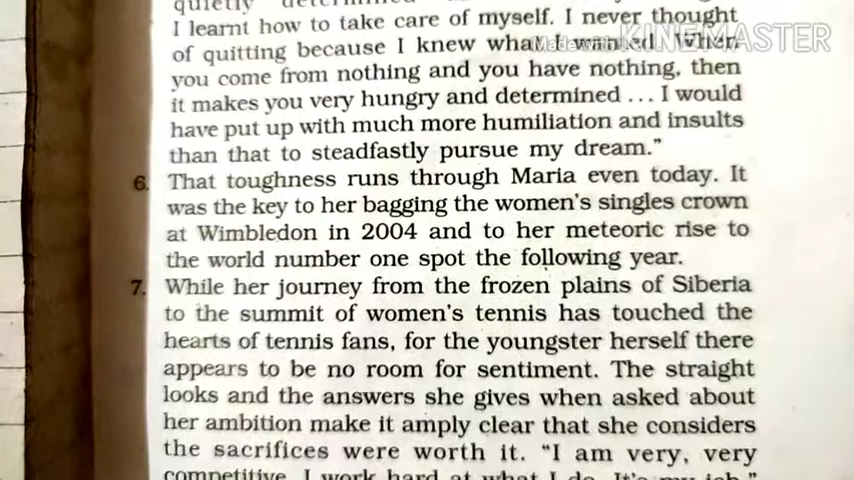 quietly determined
I learnt how to take care of myself. I never thought
of quitting because I knew what I wanted. When
you come from nothing and you have nothing, then
it makes you very hungry and determined ... I would
have put up with much more humiliation and insults
than that to steadfastly pursue my dream.”
6. That toughness runs through Maria even today. It
was the key to her bagging the women’s singles crown
at Wimbledon in 2004 and to her meteoric rise to
the world number one spot the following year.
7. While her journey from the frozen plains of Siberia
to the summit of women’s tennis has touched the
hearts of tennis fans, for the youngster herself there
appears to be no room for sentiment. The straight
looks and the answers she gives when asked about
her ambition make it amply clear that she considers
the sacrifices were worth it. “I am very, very
competitive. I work hard at what I do. It’s my job.”
Made with KINEMASTER